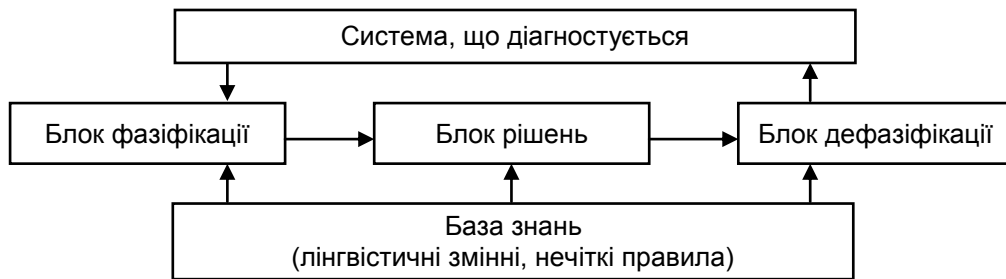 Система, що діагностується
Блок фазіфікації
Блок рішень
Блок дефазіфікації
База знань
(лінгвістичні змінні, нечіткі правила)